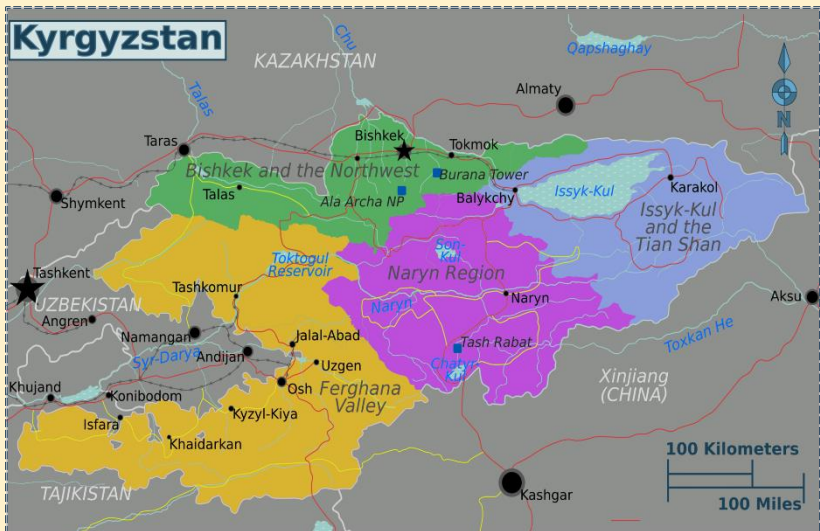 Kyrgyzstan
KAZAKHSTAN
Chu
Qapshaghay
Talas
Almaty
N
Bishkek
Taras
Tokmok
Bishkek and the Northwest
Burana Tower
Talas
Ala Archa NP
Balykchy
Issyk-Kul
Karakol
Shymkent
Issyk-Kul
and the
Tian Shan
Toktogul
Reservoir
Son-
Kul
Naryn Region
Tashkent
Tashkomur
Naryn
Naryn
Aksu
UZBEKISTAN
Angren
Namangan
Jalal-Abad
Tash Rabat
Toxkan He
Syr-Darya
Andijan
Uzgen
Chatyr-
Kul
Xinjiang
(CHINA)
Khujand
Konibodom
Osh
Ferghana
Valley
Isfara
Kyzyl-Kiya
Khaidarkan
100 Kilometers
100 Miles
TAJIKISTAN
Kashgar